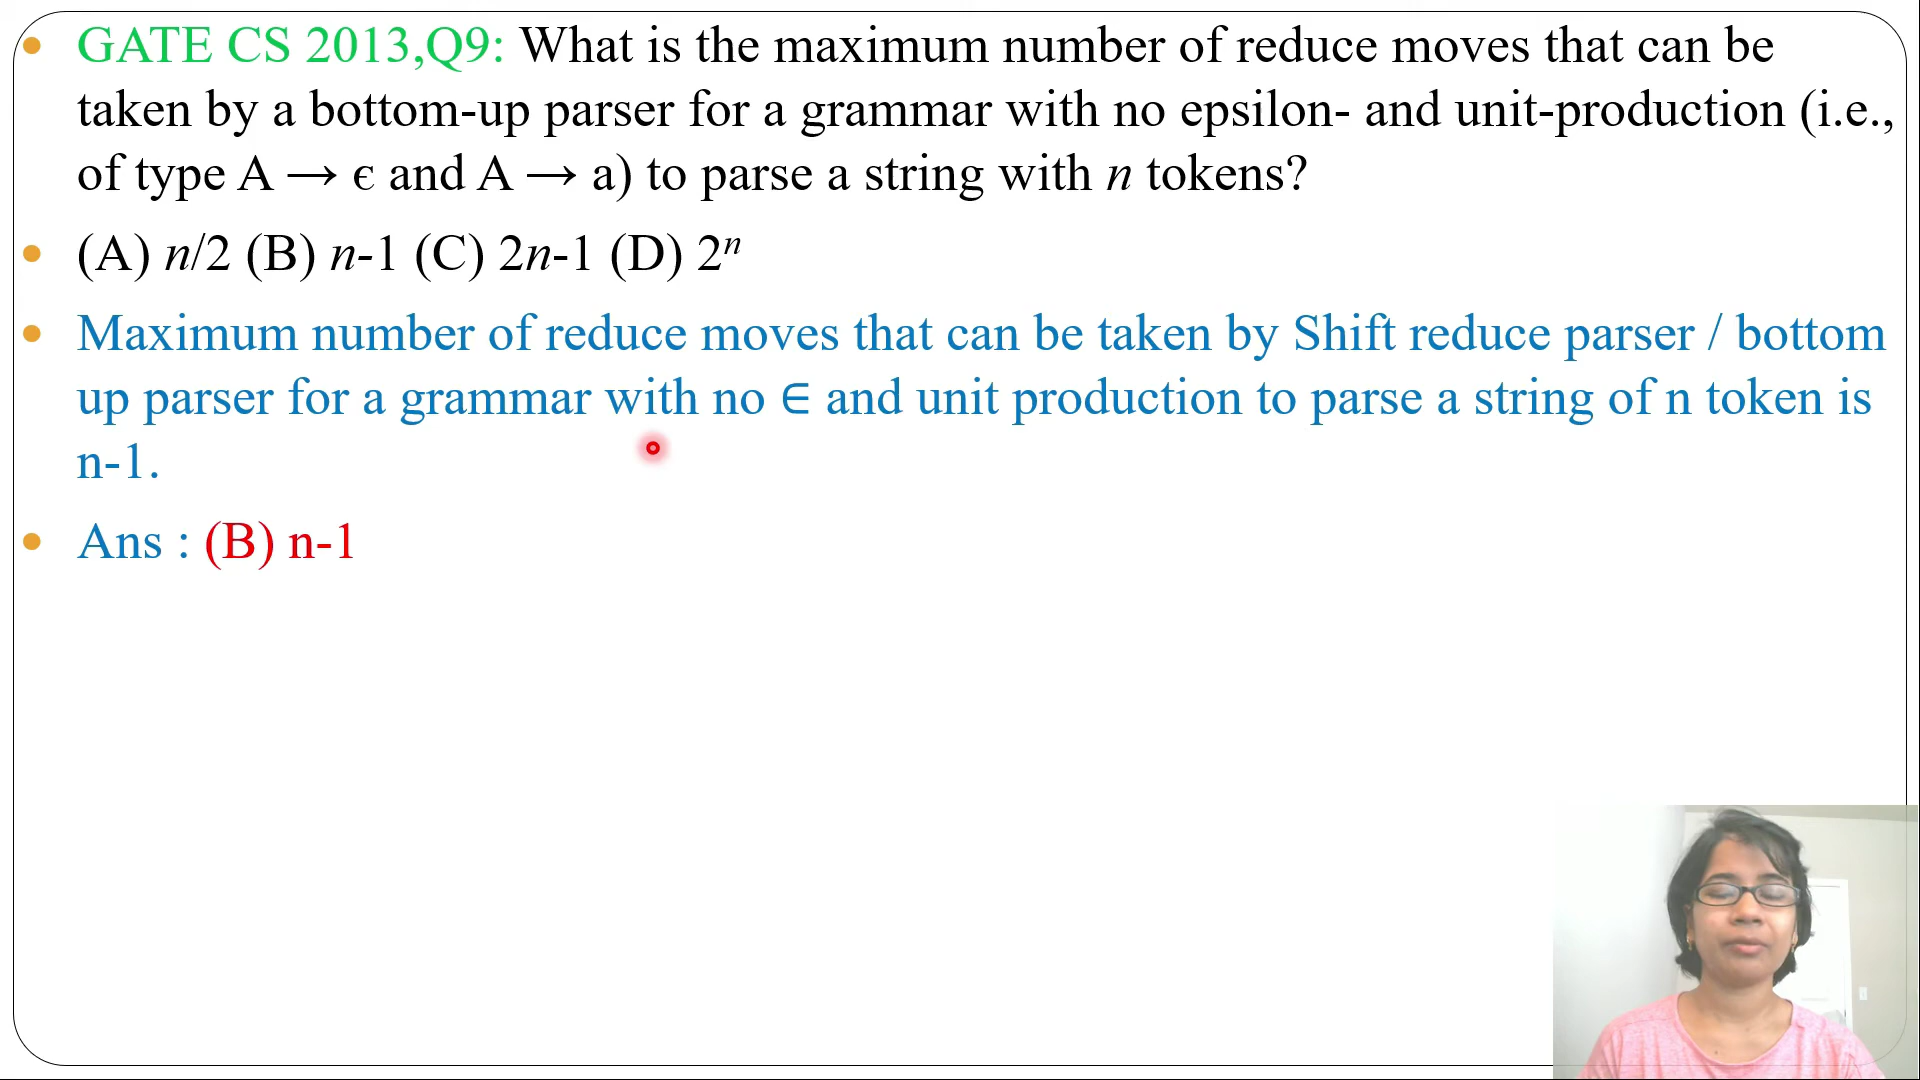 GATE CS 2013,Q9: What is the maximum number of reduce moves that can be
taken by a bottom-up parser for a grammar with no epsilon- and unit-production (i.e.,
of type A → є and A → a) to parse a string with n tokens?
(A) n/2 (B) n-1 (C) 2n-1 (D) 2ⁿ
Maximum number of reduce moves that can be taken by Shift reduce parser / bottom
up parser for a grammar with no ∈ and unit production to parse a string of n token is
n-1.
Ans : (B) n-1